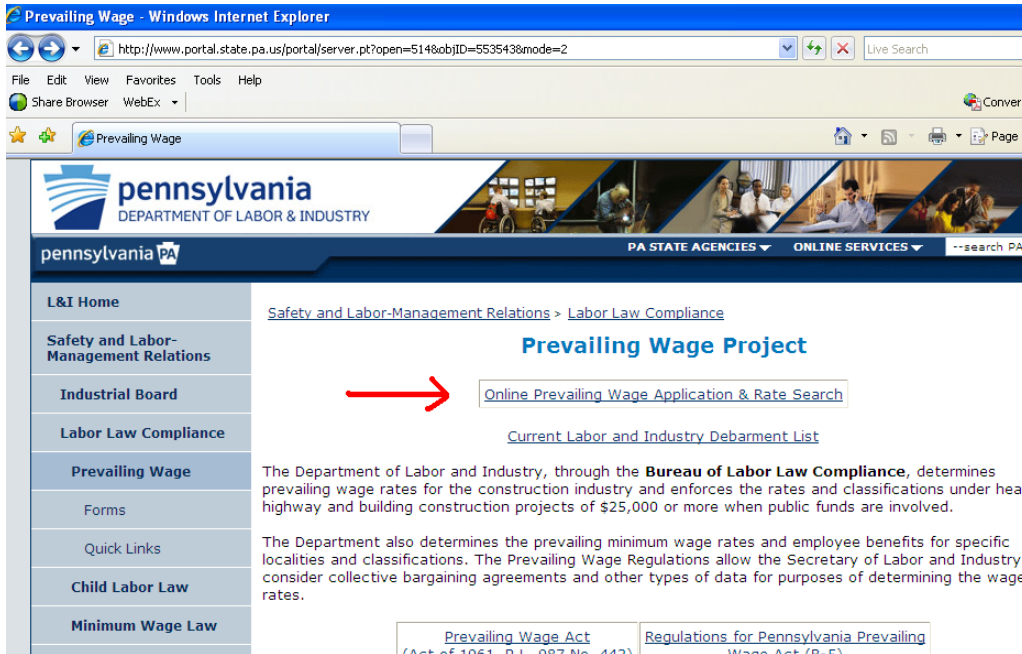 Prevailing Wage - Windows Internet Explorer
http://www.portal.state.pa.us/portal/server.pt?open=514&objID=553543&mode=2
Live Search
File Edit View Favorites Tools Help
Share Browser WebEx
Conver
Prevailing Wage
Page
pennsylvania
DEPARTMENT OF LABOR & INDUSTRY
pennsylvania PA
PA STATE AGENCIES ONLINE SERVICES --search PA
L&I Home
Safety and Labor-
Management Relations
Industrial Board
Labor Law Compliance
Prevailing Wage
Forms
Quick Links
Child Labor Law
Minimum Wage Law
Safety and Labor-Management Relations > Labor Law Compliance
Prevailing Wage Project
Online Prevailing Wage Application & Rate Search
Current Labor and Industry Debarment List
The Department of Labor and Industry, through the Bureau of Labor Law Compliance, determines
prevailing wage rates for the construction industry and enforces the rates and classifications under hea
highway and building construction projects of $25,000 or more when public funds are involved.
The Department also determines the prevailing minimum wage rates and employee benefits for specific
localities and classifications. The Prevailing Wage Regulations allow the Secretary of Labor and Industry
consider collective bargaining agreements and other types of data for purposes of determining the wage
rates.
Prevailing Wage Act
(Act of 1961, P.L. 987 No. 442)
Regulations for Pennsylvania Prevailing
Wage Act